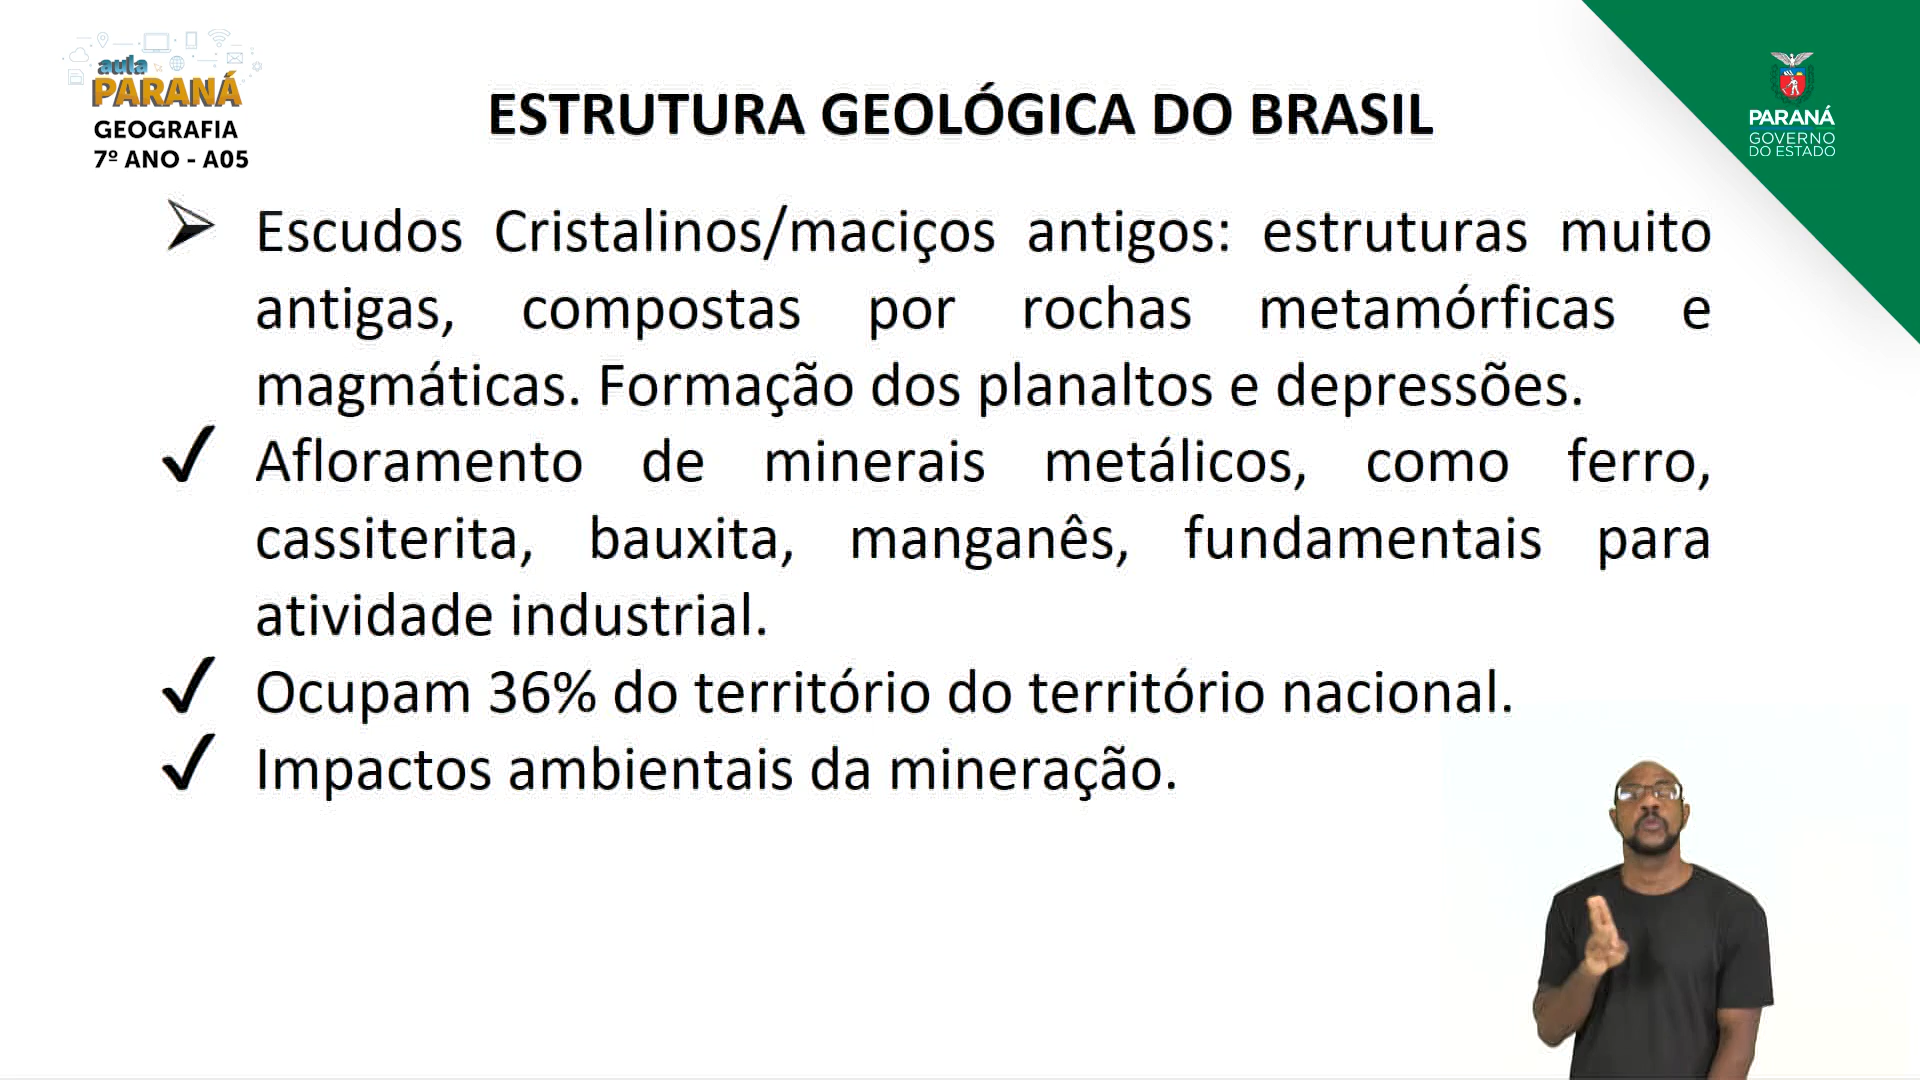 aula
PARANÁ
GEOGRAFIA
7º ANO - A05
ESTRUTURA GEOLÓGICA DO BRASIL
PARANÁ
GOVERNO
DO ESTADO
Escudos Cristalinos/maciços antigos: estruturas muito
antigas, compostas por rochas metamórficas e
magmáticas. Formação dos planaltos e depressões.
Afloramento de minerais metálicos, como ferro,
cassiterita, bauxita, manganês, fundamentais para
atividade industrial.
Ocupam 36% do território do território nacional.
Impactos ambientais da mineração.